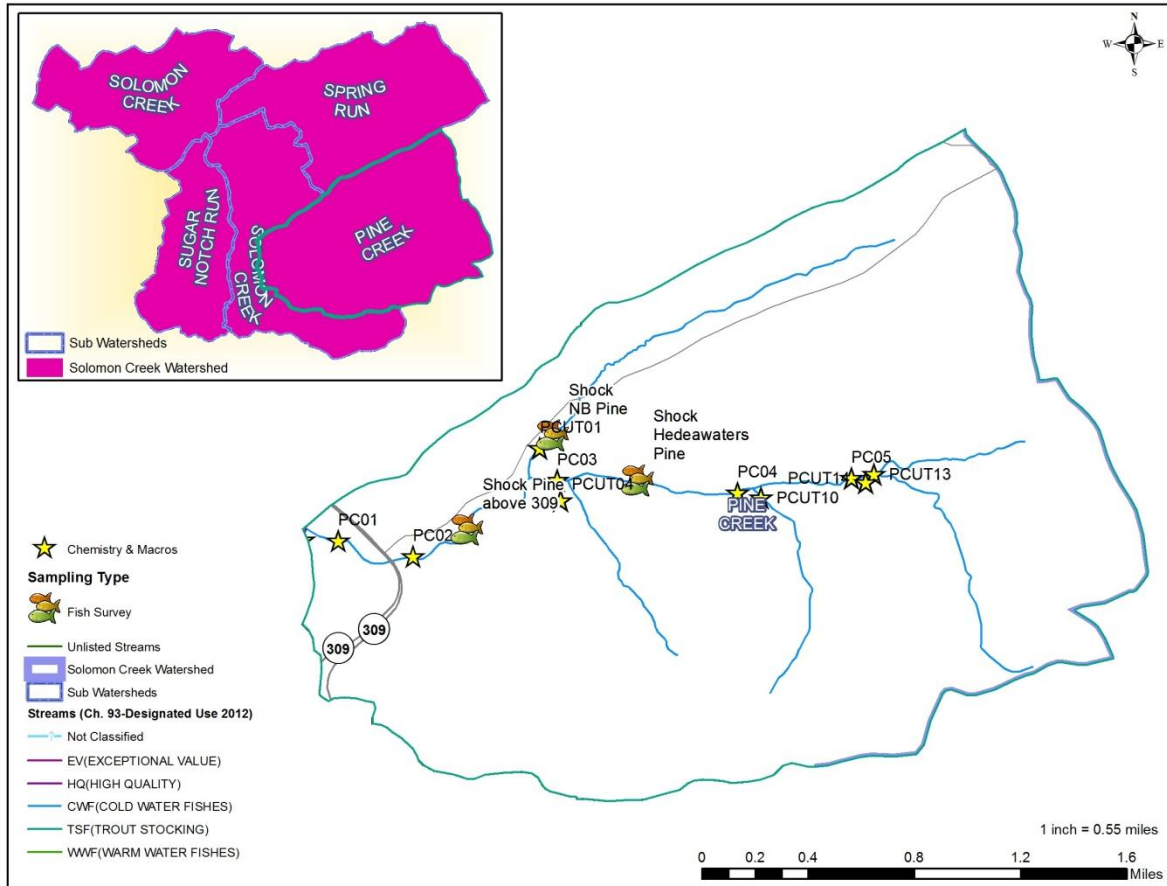 SOLOMON
CREEK
SPRING
RUN
SUGAR
NOTCH RUN
SOLOMON
CREEK
PINE
CREEK
Sub Watersheds
Solomon Creek Watershed
N
W E
S
Shock
NB Pine
PCUT01
Shock
Hedeawaters
Pine
PC03
PCUT04
Shock Pine
above 309
PC04
PCUT10
PINE
CREEK
PC05
PCUT11
PCUT13
PC01
PC02
309
309
Chemistry & Macros
Sampling Type
Fish Survey
Unlisted Streams
Solomon Creek Watershed
Sub Watersheds
Streams (Ch. 93-Designated Use 2012)
Not Classified
EV(EXCEPTIONAL VALUE)
HQ(HIGH QUALITY)
CWF(COLD WATER FISHES)
TSF(TROUT STOCKING)
WWF(WARM WATER FISHES)
1 inch = 0.55 miles
0 0.2 0.4 0.8 1.2 1.6
Miles